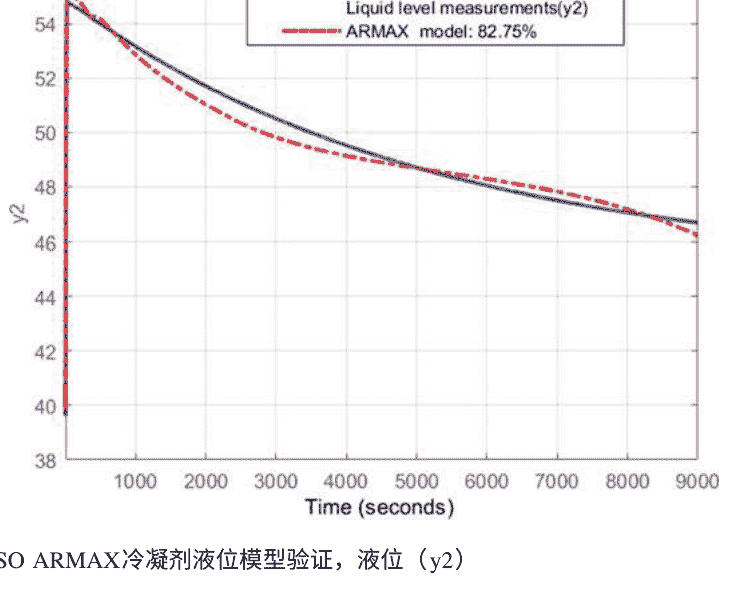 Liquid level measurements(y2)
ARMAX model: 82.75%
54
52
50
48
46
44
42
40
38
y2
1000 2000 3000 4000 5000 6000 7000 8000 9000
Time (seconds)
SO ARMAX冷凝剂液位模型验证，液位（y2）